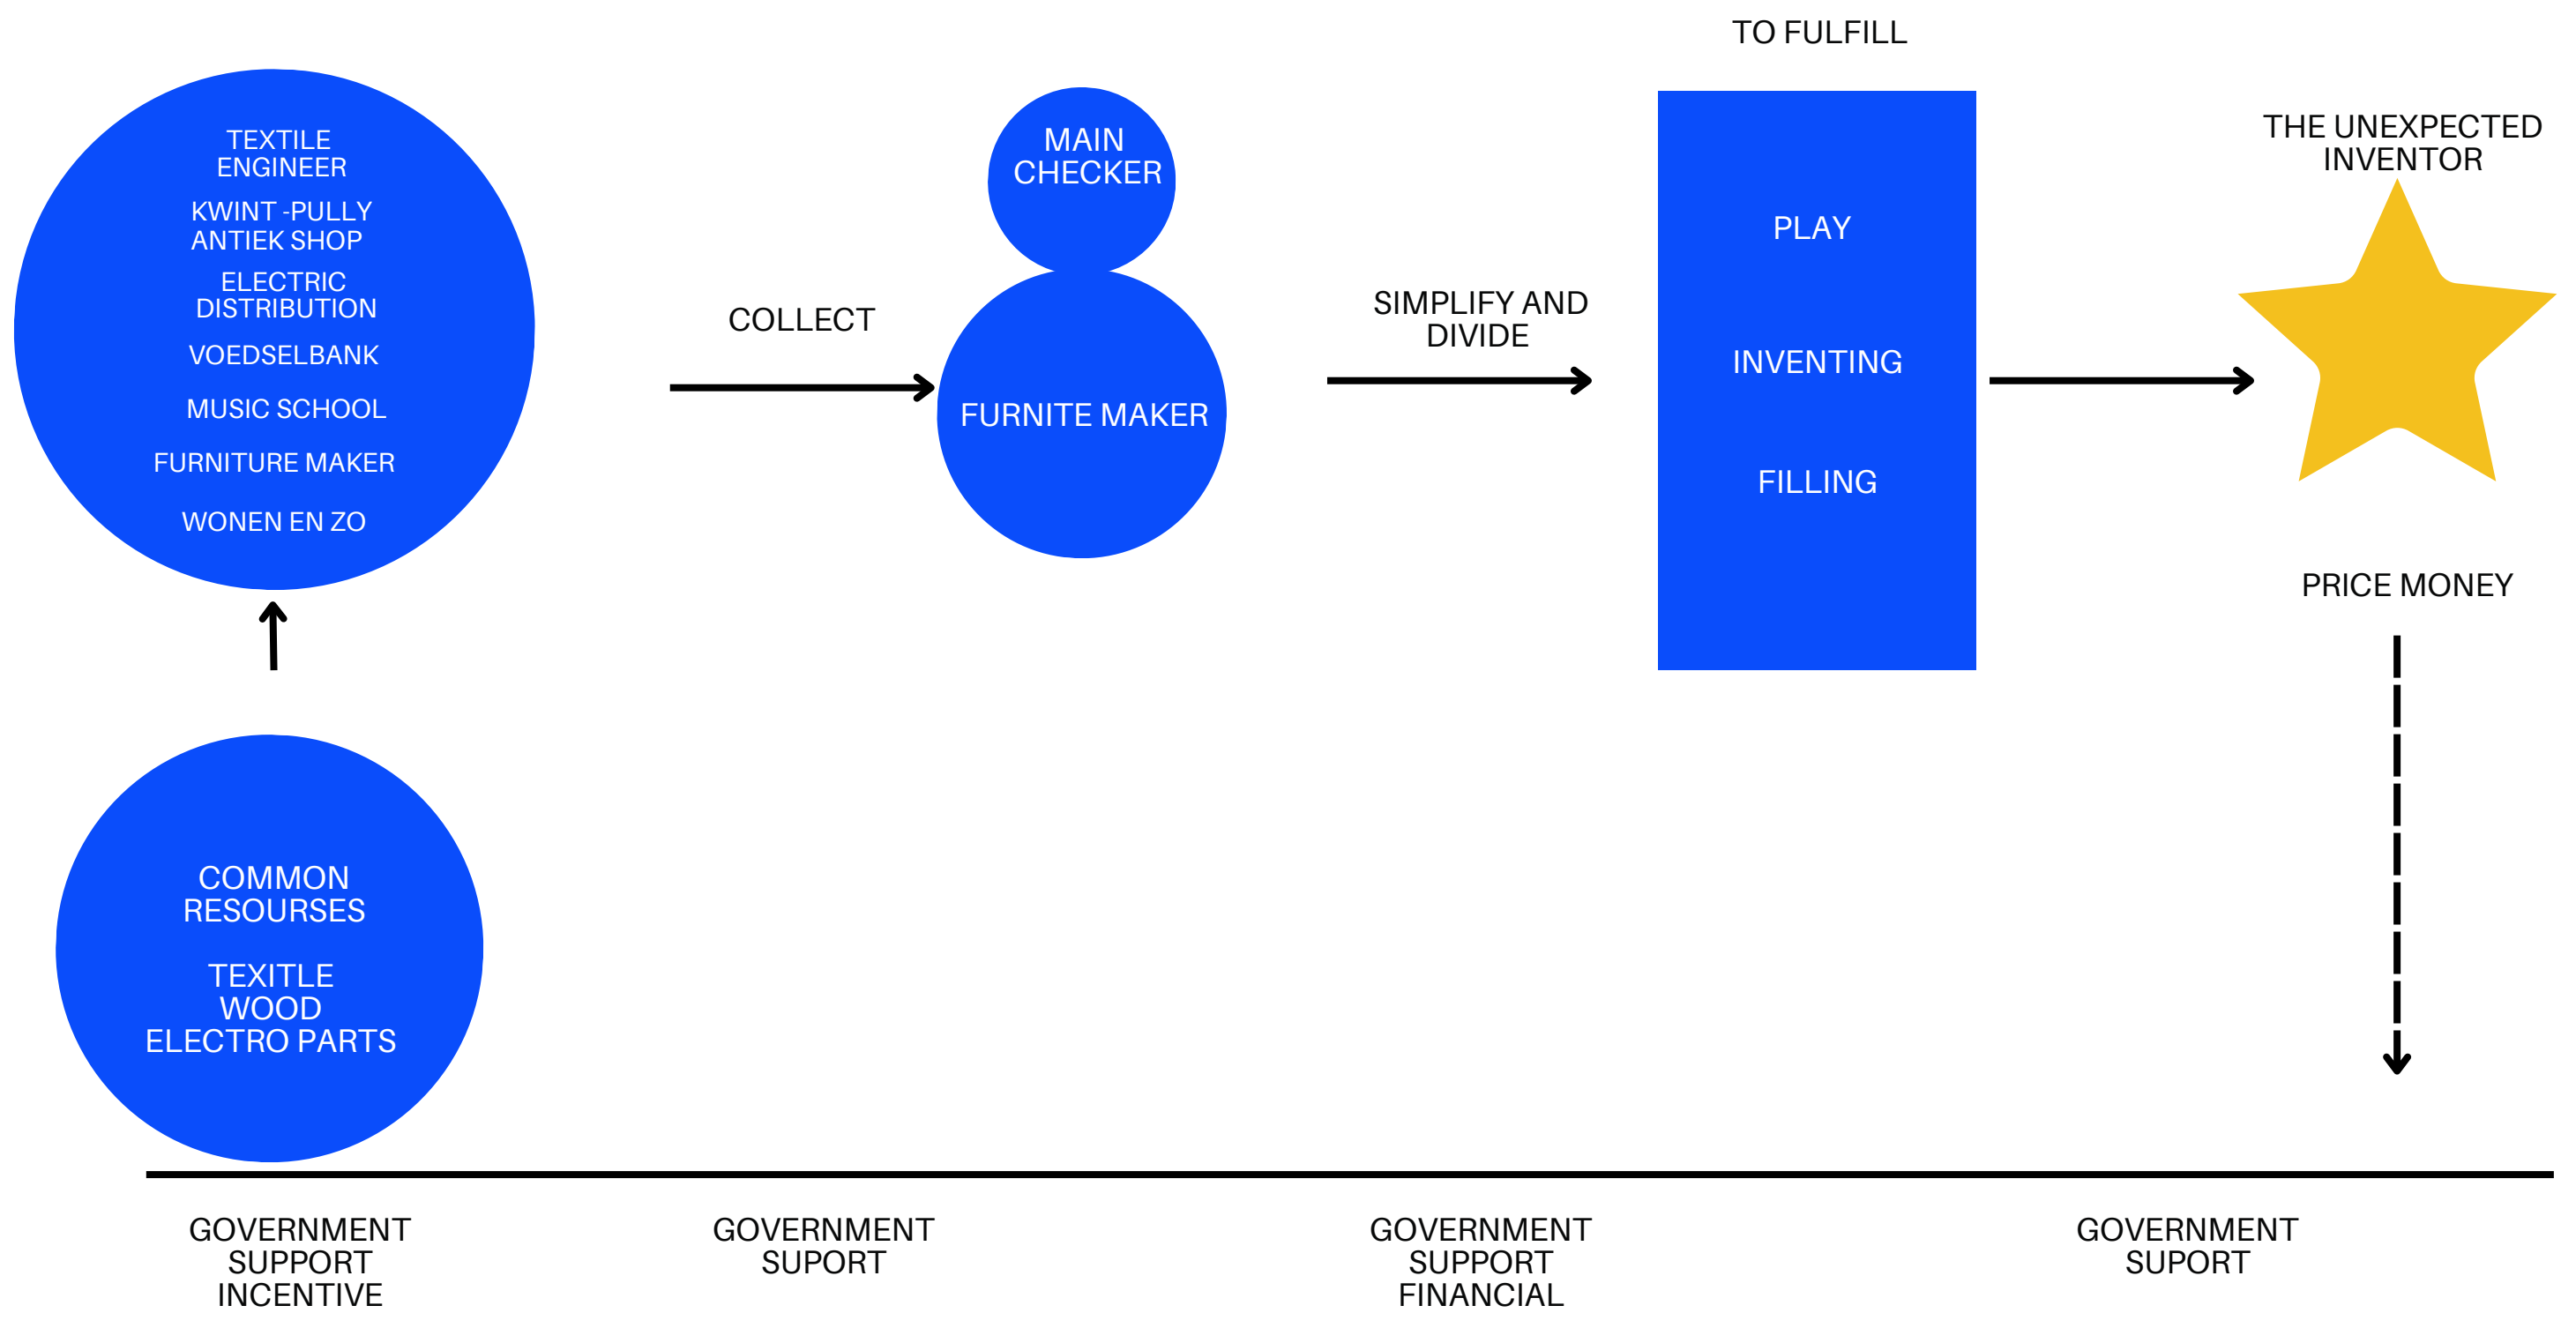 TEXTILE
ENGINEER
KWINT -PULLY
ANTIEK SHOP
ELECTRIC
DISTRIBUTION
VOEDSELBANK
MUSIC SCHOOL
FURNITURE MAKER
WONEN EN ZO
COMMON
RESOURSES
TEXITLE
WOOD
ELECTRO PARTS
COLLECT
MAIN
CHECKER
FURNITE MAKER
SIMPLIFY AND
DIVIDE
TO FULFILL
PLAY
INVENTING
FILLING
THE UNEXPECTED
INVENTOR
PRICE MONEY
GOVERNMENT
SUPPORT
INCENTIVE
GOVERNMENT
SUPORT
GOVERNMENT
SUPPORT
FINANCIAL
GOVERNMENT
SUPORT